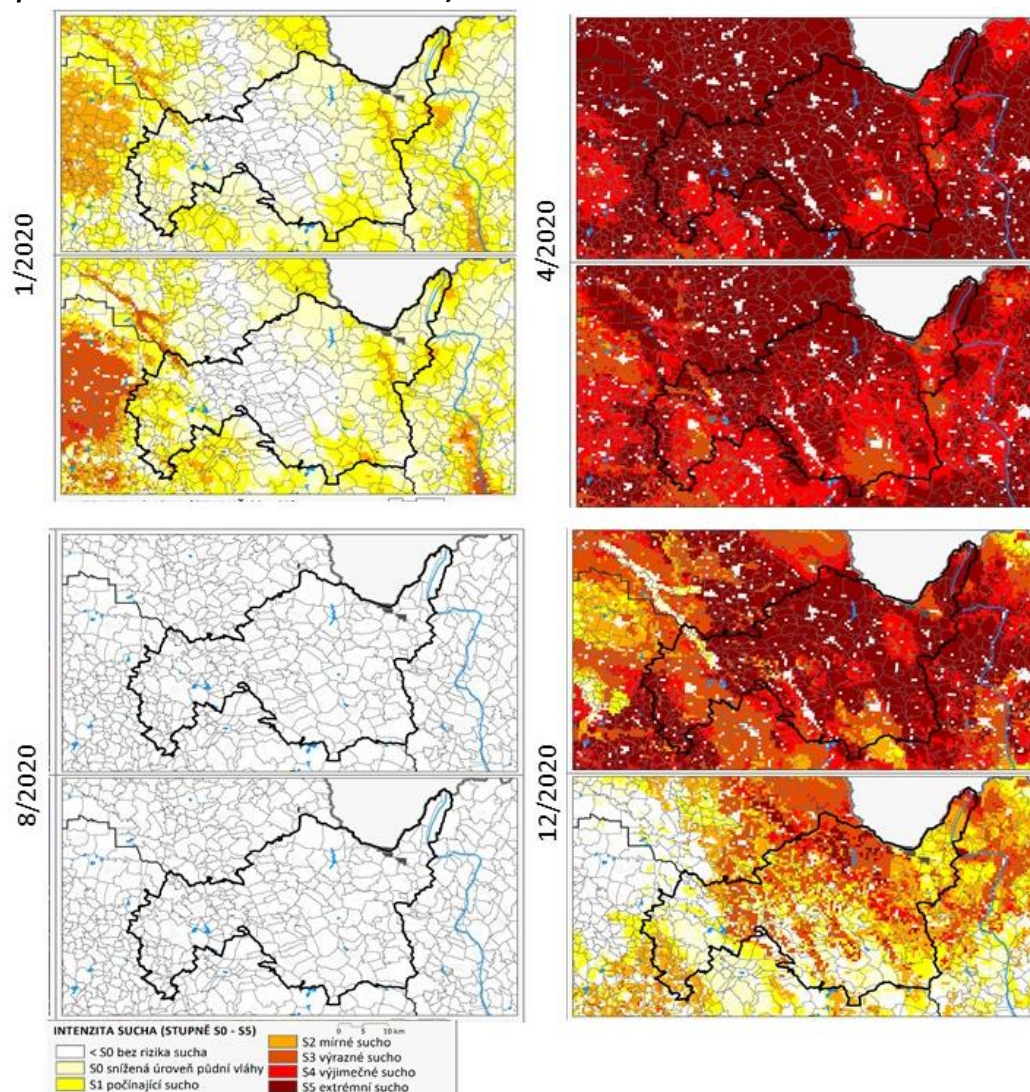 1/2020
4/2020
8/2020
12/2020
INTENZITA SUCHA (STUPNĚ S0 - S5)
0 5 10 km
< S0 bez rizika sucha
S0 snížená úroveň půdní vláhy
S1 počínající sucho
S2 mírné sucho
S3 výrazné sucho
S4 výjimečné sucho
S5 extrémní sucho